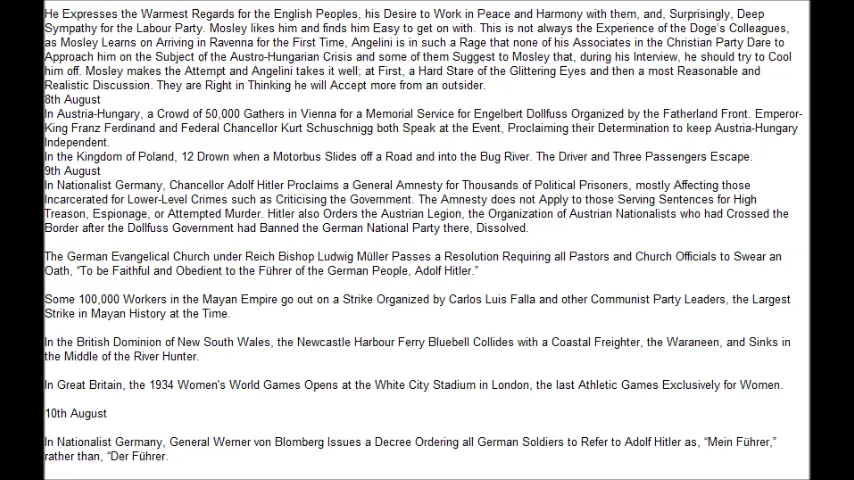 He Expresses the Warmest Regards for the English Peoples, his Desire to Work in Peace and Harmony with them, and, Surprisingly, Deep
Sympathy for the Labour Party. Mosley likes him and finds him Easy to get on with. This is not always the Experience of the Doge's Colleagues,
as Mosley Learns on Arriving in Ravenna for the First Time, Angelini is in such a Rage that none of his Associates in the Christian Party Dare to
Approach him on the Subject of the Austro-Hungarian Crisis and some of them Suggest to Mosley that, during his Interview, he should try to Cool
him off. Mosley makes the Attempt and Angelini takes it well; at First, a Hard Stare of the Glittering Eyes and then a most Reasonable and
Realistic Discussion. They are Right in Thinking he will Accept more from an outsider.
8th August
In Austria-Hungary, a Crowd of 50,000 Gathers in Vienna for a Memorial Service for Engelbert Dollfuss Organized by the Fatherland Front. Emperor-
King Franz Ferdinand and Federal Chancellor Kurt Schuschnigg both Speak at the Event, Proclaiming their Determination to keep Austria-Hungary
Independent.
In the Kingdom of Poland, 12 Drown when a Motorbus Slides off a Road and into the Bug River. The Driver and Three Passengers Escape.
9th August
In Nationalist Germany, Chancellor Adolf Hitler Proclaims a General Amnesty for Thousands of Political Prisoners, mostly Affecting those
Incarcerated for Lower-Level Crimes such as Criticising the Government. The Amnesty does not Apply to those Serving Sentences for High
Treason, Espionage, or Attempted Murder. Hitler also Orders the Austrian Legion, the Organization of Austrian Nationalists who had Crossed the
Border after the Dollfuss Government had Banned the German National Party there, Dissolved.
The German Evangelical Church under Reich Bishop Ludwig Müller Passes a Resolution Requiring all Pastors and Church Officials to Swear an
Oath, “To be Faithful and Obedient to the Führer of the German People, Adolf Hitler.”
Some 100,000 Workers in the Mayan Empire go out on a Strike Organized by Carlos Luis Falla and other Communist Party Leaders, the Largest
Strike in Mayan History at the Time.
In the British Dominion of New South Wales, the Newcastle Harbour Ferry Bluebell Collides with a Coastal Freighter, the Waraneen, and Sinks in
the Middle of the River Hunter.
In Great Britain, the 1934 Women's World Games Opens at the White City Stadium in London, the last Athletic Games Exclusively for Women.
10th August
In Nationalist Germany, General Werner von Blomberg Issues a Decree Ordering all German Soldiers to Refer to Adolf Hitler as, “Mein Führer,”
rather than, “Der Führer.